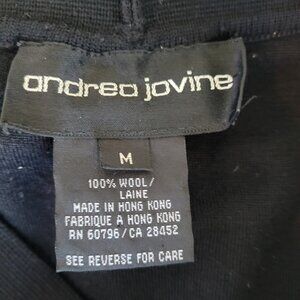 andrea jovine
M
100% WOOL/
LAINE
MADE IN HONG KONG
FABRIQUE A HONG KONG
RN 60796/CA 28452
SEE REVERSE FOR CARE